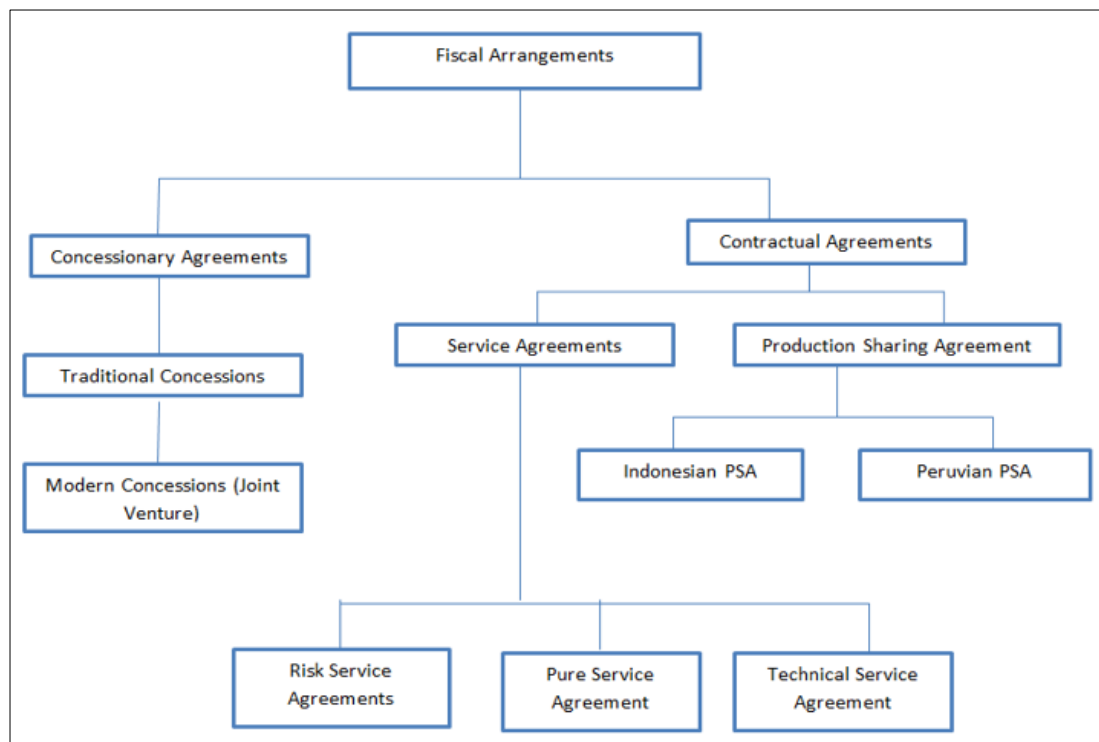 Fiscal Arrangements
Concessionary Agreements
Contractual Agreements
Service Agreements
Production Sharing Agreement
Traditional Concessions
Indonesian PSA
Peruvian PSA
Modern Concessions (Joint
Venture)
Risk Service
Agreements
Pure Service
Agreement
Technical Service
Agreement